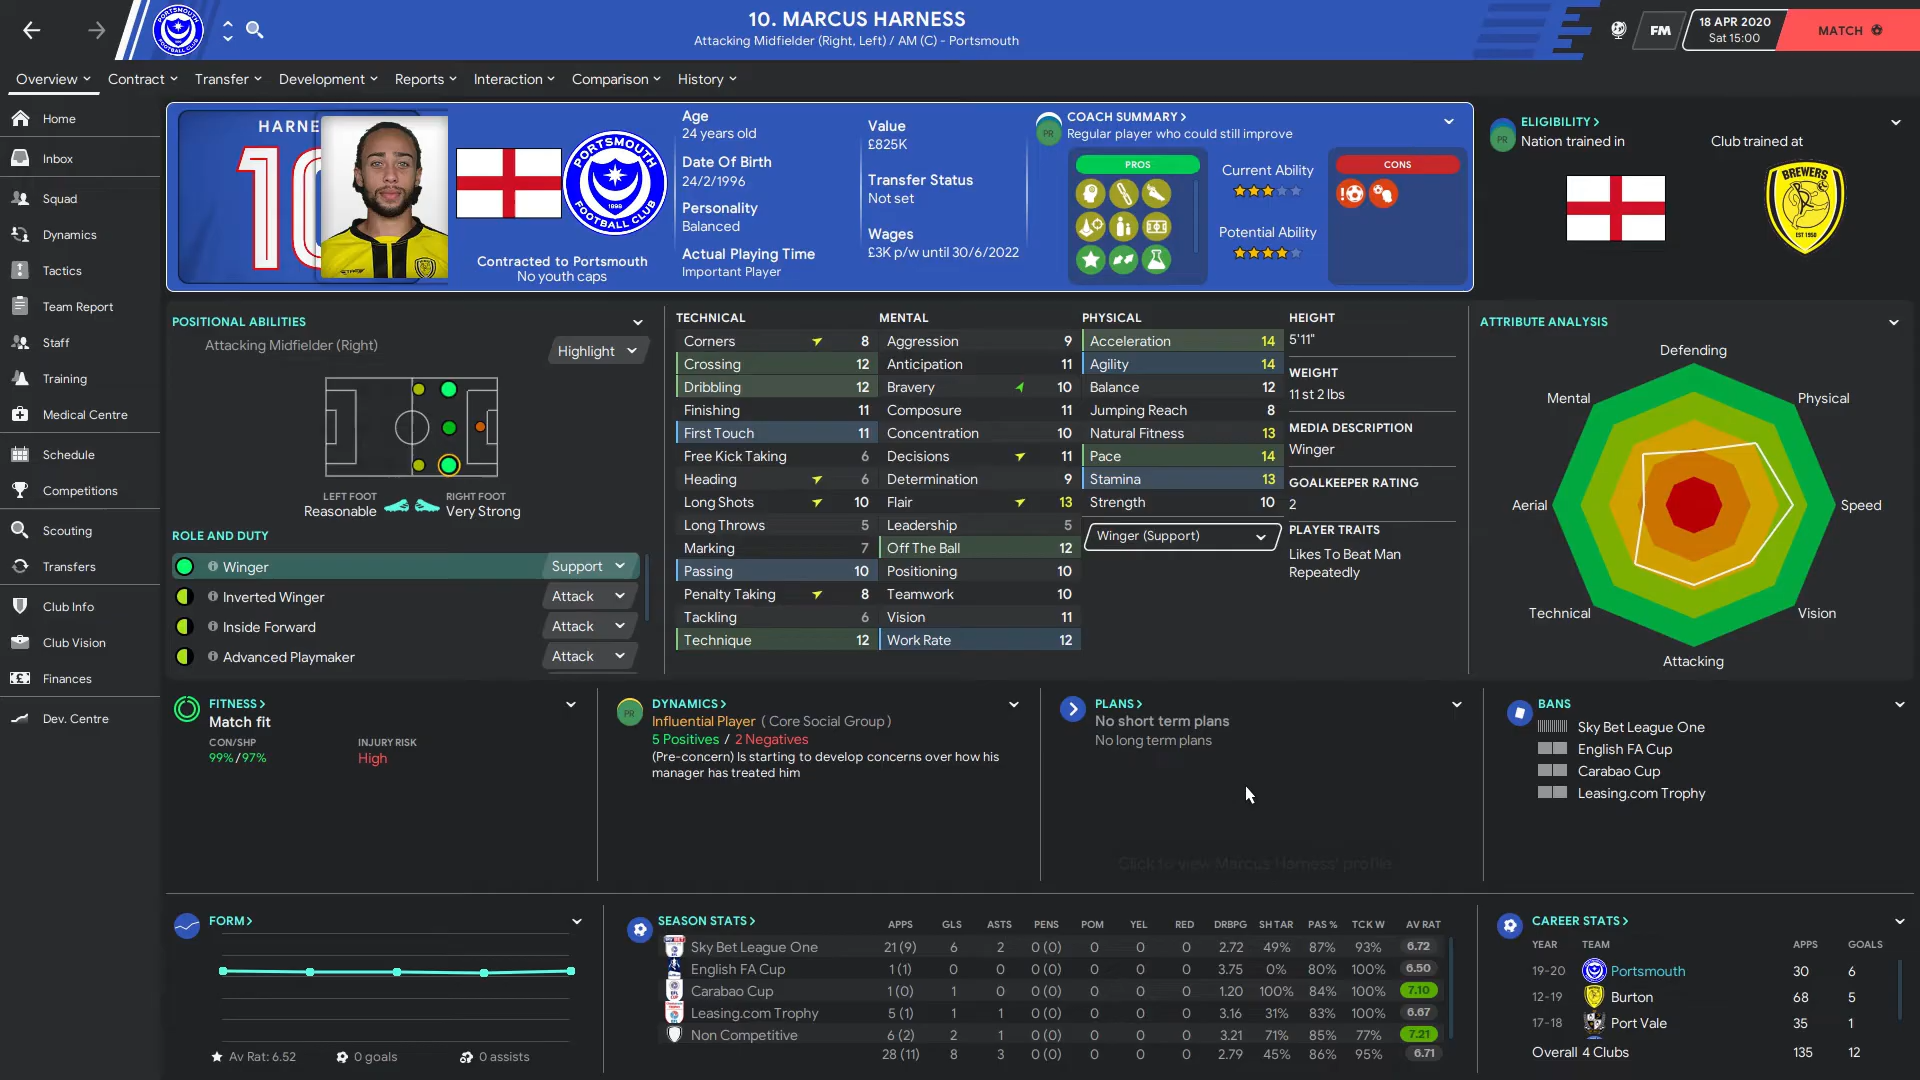 10. MARCUS HARNESS
Attacking Midfielder (Right, Left) / AM (C) - Portsmouth
FM
18 APR 2020
Sat 15:00
MATCH
Overview
Contract
Transfer
Development
Reports
Interaction
Comparison
History
Home
Inbox
Squad
Dynamics
Tactics
Team Report
Staff
Training
Medical Centre
Schedule
Competitions
Scouting
Transfers
Club Info
Club Vision
Finances
Dev. Centre
HARNE
10
PORTSMOUTH
1898
FOOTBALL CLUB
Contracted to Portsmouth
No youth caps
Age
24 years old
Date Of Birth
24/2/1996
Personality
Balanced
Actual Playing Time
Important Player
Value
£825K
Transfer Status
Not set
Wages
£3K p/w until 30/6/2022
PR
COACH SUMMARY >
Regular player who could still improve
PROS
Current Ability
Potential Ability
CONS
PR
ELIGIBILITY >
Nation trained in
Club trained at
BREWERS
EST 1950
POSITIONAL ABILITIES
Attacking Midfielder (Right)
Highlight
LEFT FOOT
Reasonable
RIGHT FOOT
Very Strong
ROLE AND DUTY
Winger Support
Inverted Winger Attack
Inside Forward Attack
Advanced Playmaker Attack
TECHNICAL
Corners 8
Crossing 12
Dribbling 12
Finishing 11
First Touch 11
Free Kick Taking 6
Heading 6
Long Shots 10
Long Throws 5
Marking 7
Passing 10
Penalty Taking 8
Tackling 6
Technique 12
MENTAL
Aggression 9
Anticipation 11
Bravery 10
Composure 11
Concentration 10
Decisions 11
Determination 9
Flair 13
Leadership 5
Off The Ball 12
Positioning 10
Teamwork 10
Vision 11
Work Rate 12
PHYSICAL
Acceleration 14
Agility 14
Balance 12
Jumping Reach 8
Natural Fitness 13
Pace 14
Stamina 13
Strength 10
Winger (Support)
HEIGHT
5'11"
WEIGHT
11 st 2 lbs
MEDIA DESCRIPTION
Winger
GOALKEEPER RATING
2
PLAYER TRAITS
Likes To Beat Man
Repeatedly
ATTRIBUTE ANALYSIS
Defending
Mental
Physical
Aerial
Speed
Technical
Vision
Attacking
FITNESS >
Match fit
CON/SHP
99%/97%
INJURY RISK
High
PR
DYNAMICS >
Influential Player ( Core Social Group )
5 Positives / 2 Negatives
(Pre-concern) Is starting to develop concerns over how his
manager has treated him
PLANS >
No short term plans
No long term plans
Click to view Marcus Harness' profile
BANS
Sky Bet League One
English FA Cup
Carabao Cup
Leasing.com Trophy
FORM >
Av Rat: 6.52
0 goals
0 assists
SEASON STATS > APPS GLS ASTS PENS POM YEL RED DRBPG SH TAR PAS % TCK W AV RAT
Sky Bet League One 21 (9) 6 2 0 (0) 0 0 0 2.72 49% 87% 93% 6.72
English FA Cup 1 (1) 0 0 0 (0) 0 0 0 3.75 0% 80% 100% 6.50
Carabao Cup 1 (0) 1 0 0 (0) 0 0 0 1.20 100% 84% 100% 7.10
Leasing.com Trophy 5 (1) 1 1 0 (0) 0 0 0 3.16 31% 83% 100% 6.67
Non Competitive 6 (2) 2 1 0 (0) 0 0 0 3.21 71% 85% 77% 7.21
28 (11) 8 3 0 (0) 0 0 0 2.79 45% 86% 95% 6.71
CAREER STATS >
YEAR TEAM APPS GOALS
19-20 Portsmouth 30 6
12-19 Burton 68 5
17-18 Port Vale 35 1
Overall 4 Clubs 135 12